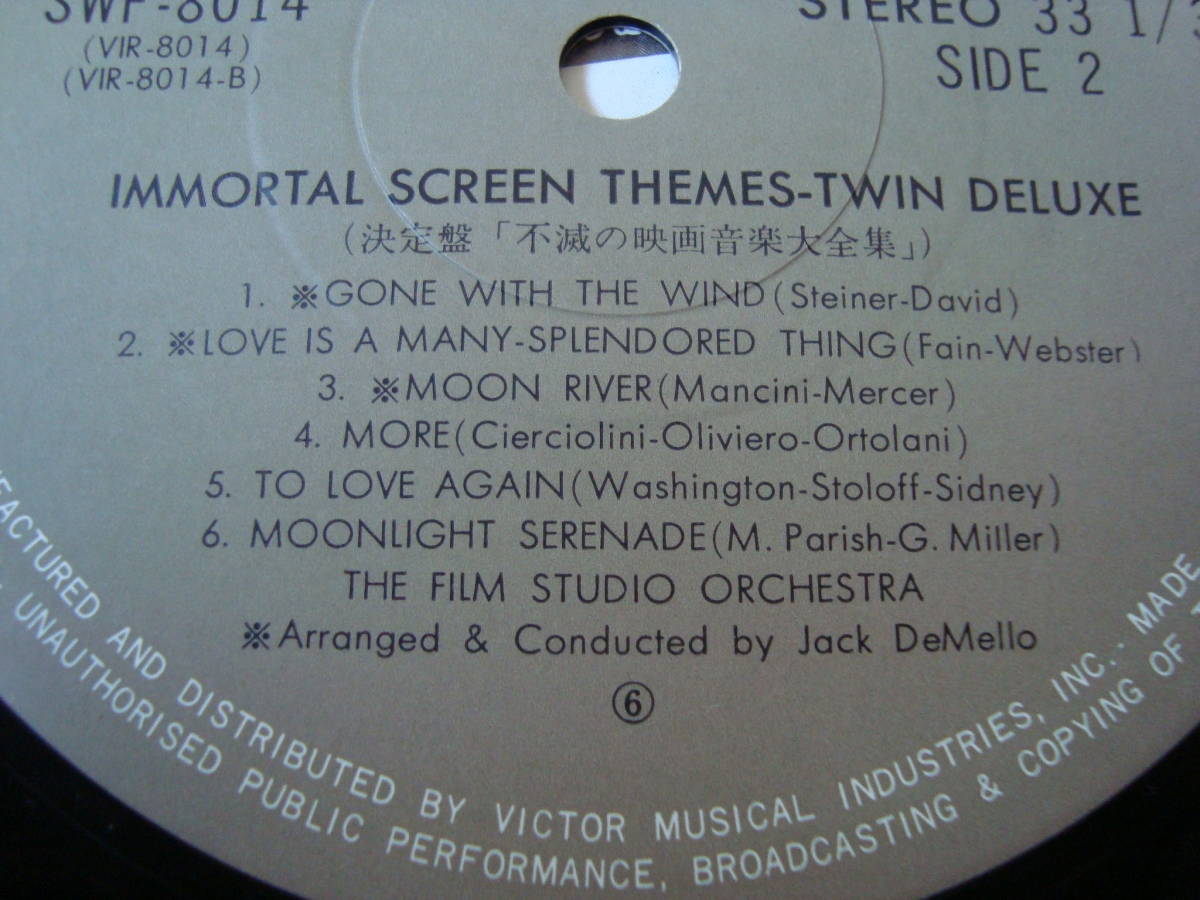 SWF-8014
(VIR-8014)
(VIR-8014-B)
STEREO 33 1/3
SIDE 2
IMMORTAL SCREEN THEMES-TWIN DELUXE
(決定盤「不滅の映画音楽大全集」)
1. ※GONE WITH THE WIND(Steiner-David)
2. ※LOVE IS A MANY-SPLENDORED THING(Fain-Webster)
3. ※MOON RIVER(Mancini-Mercer)
4. MORE(Cierciolini-Oliviero-Ortolani)
5. TO LOVE AGAIN(Washington-Stoloff-Sidney)
6. MOONLIGHT SERENADE(M. Parish-G. Miller)
THE FILM STUDIO ORCHESTRA
※Arranged & Conducted by Jack DeMello
⑥
FACTURED AND DISTRIBUTED BY VICTOR MUSICAL INDUSTRIES, INC.· MADE
UNAUTHORISED PUBLIC PERFORMANCE, BROADCASTING & COPYING OF